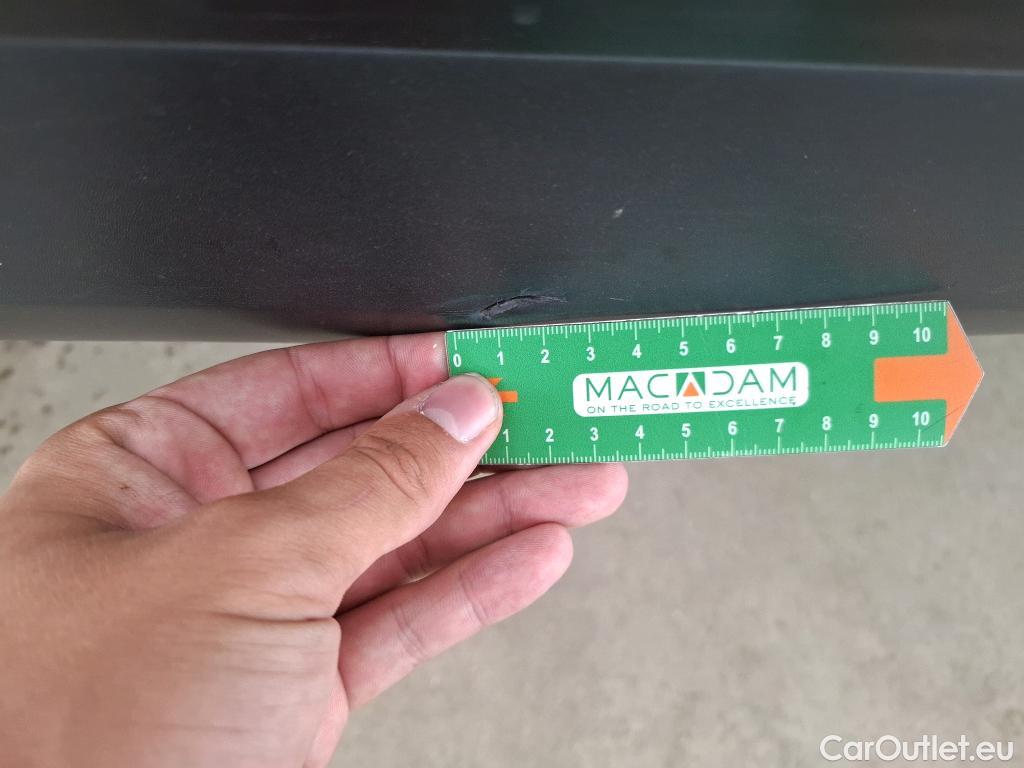 0 1 2 3 4 5 6 7 8 9 10
MACADAM
ON THE ROAD TO EXCELLENCE
1 2 3 4 5 6 7 8 9 10
CarOutlet.eu